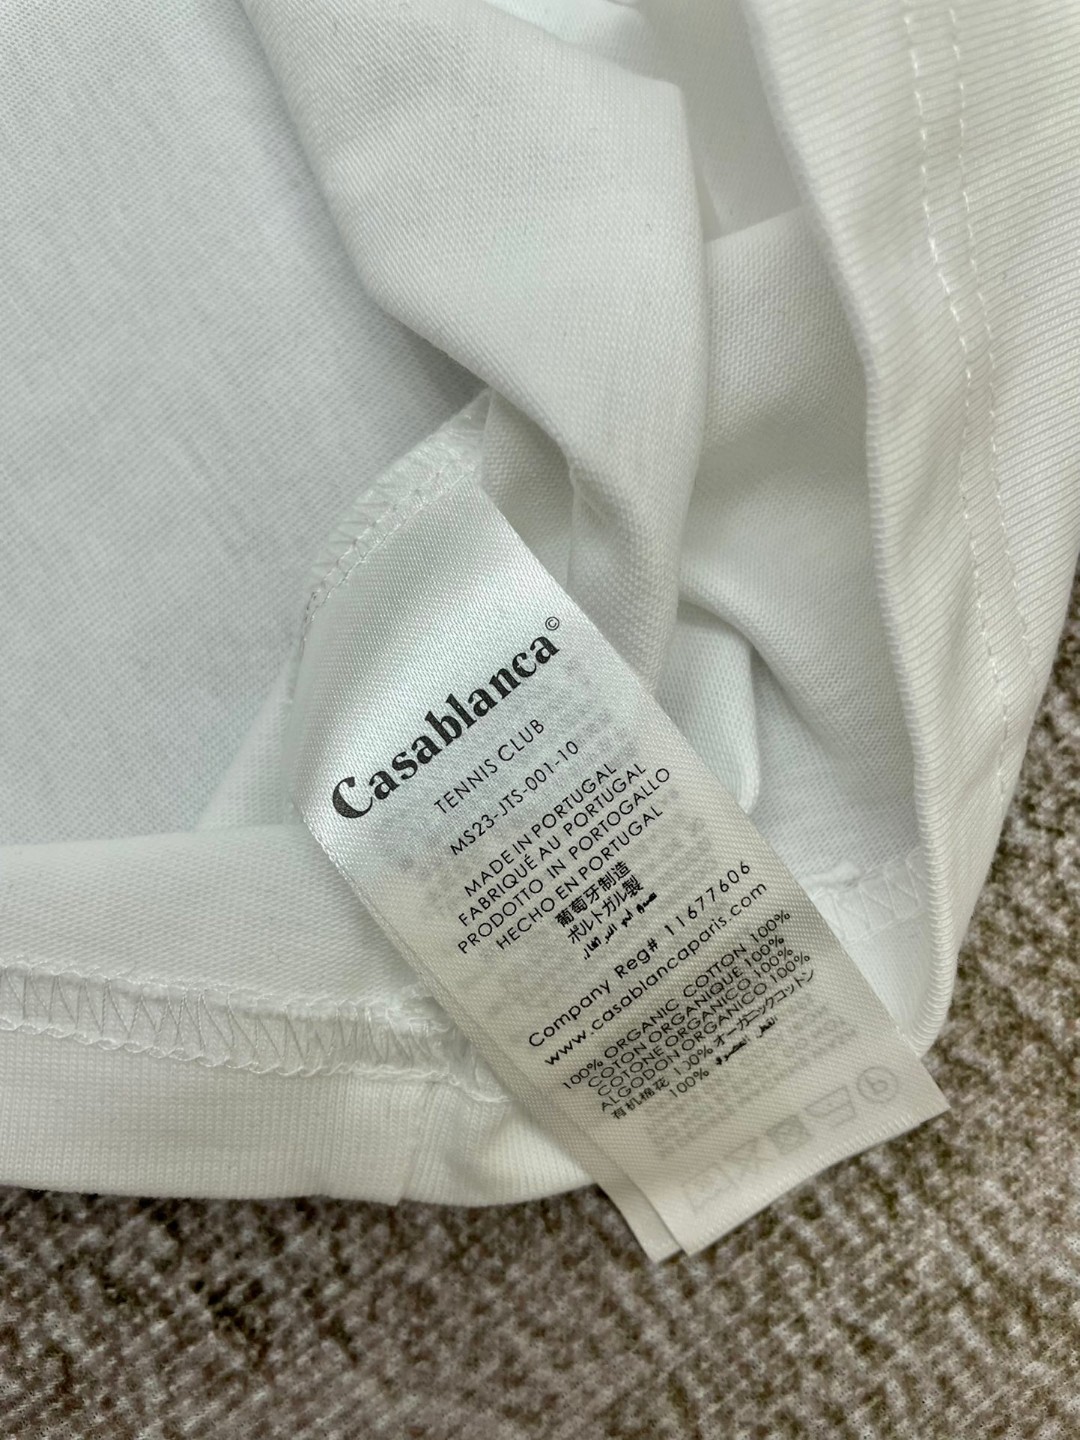 Casablanca©
TENNIS CLUB
MS23-JTS-001-10
MADE IN PORTUGAL
FABRIQUÉ AU PORTUGAL
PRODOTTO IN PORTOGALLO
HECHO EN PORTUGAL
葡萄牙制造
ポルトガル製
Company Reg# 11677606
www.casablancaparis.com
100% ORGANIC COTTON 100%
COTON ORGANIQUE 100%
COTONE ORGANICO 100%
ALGODON ORGANICO 100%
有机棉花 100% オーガニックコットン
100%